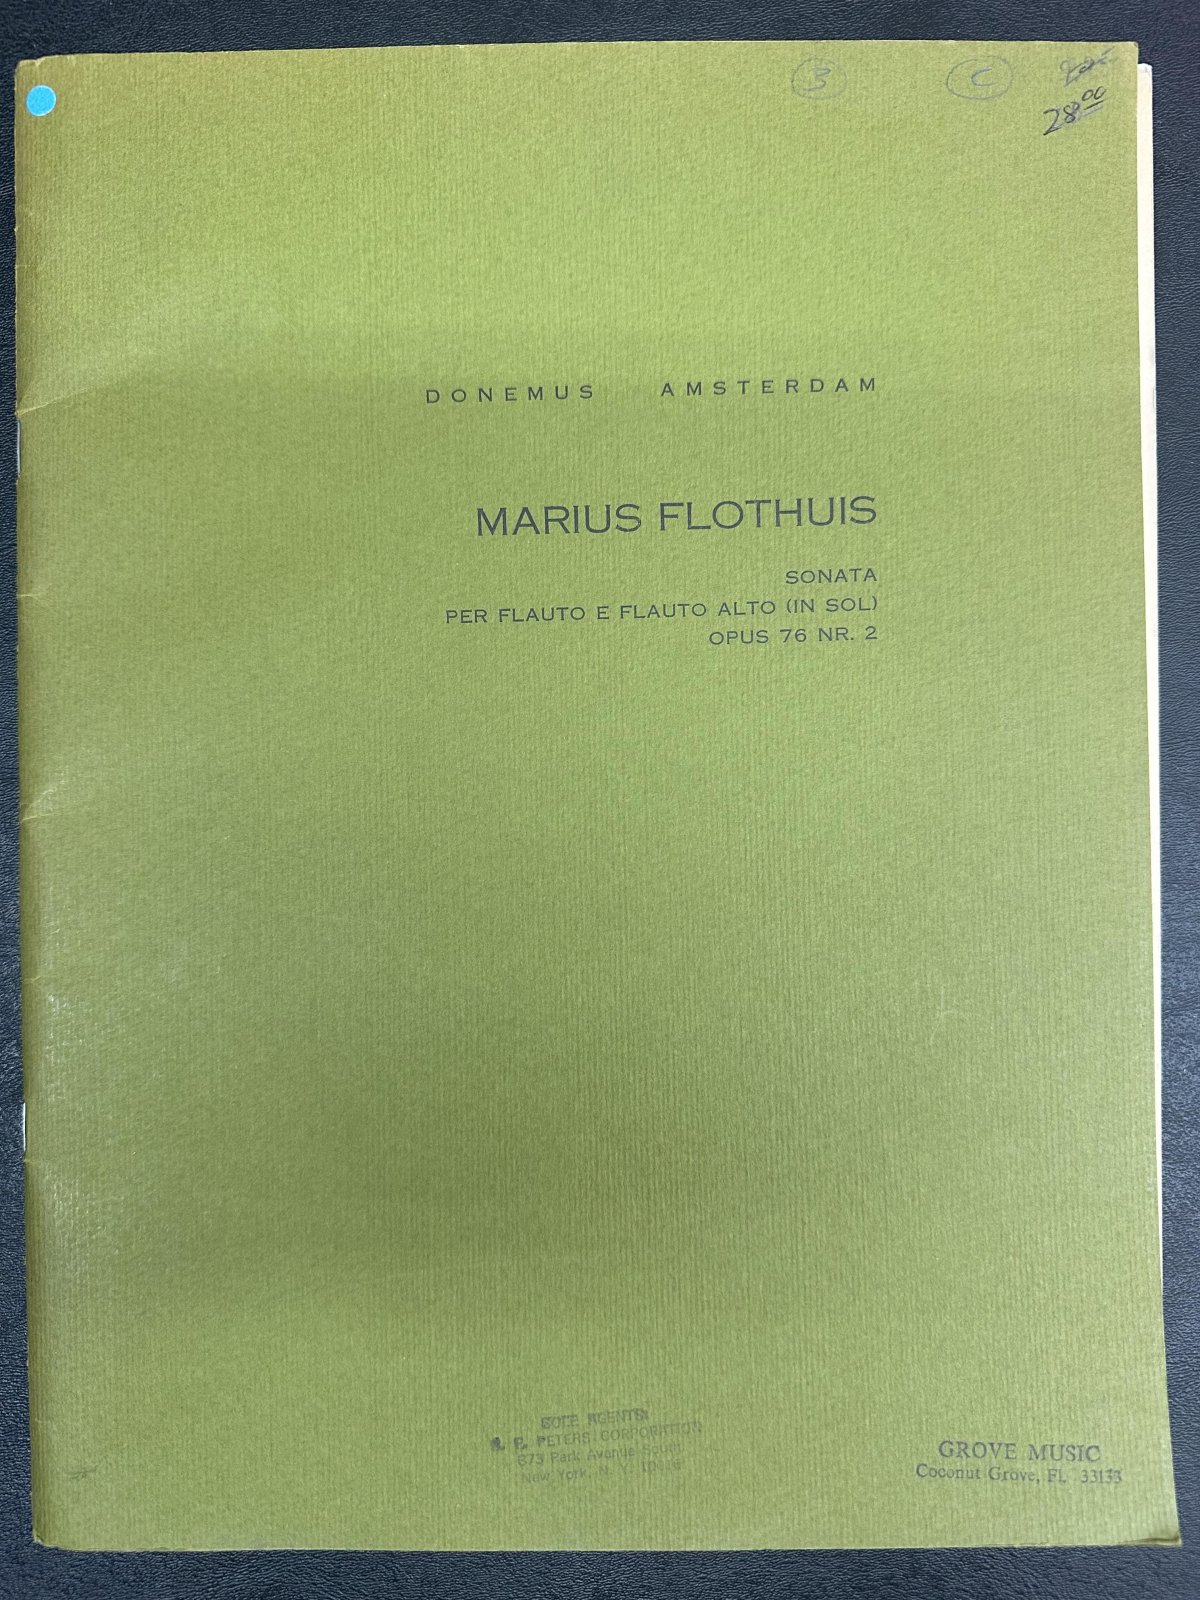 3
C
28.00
DONEMUS AMSTERDAM
MARIUS FLOTHUIS
SONATA
PER FLAUTO E FLAUTO ALTO (IN SOL)
OPUS 76 NR. 2
SOLE AGENTS:
PETERS CORPORATION
373 Park Avenue South
New York, N. Y.
GROVE MUSIC
Coconut Grove, FL 33133